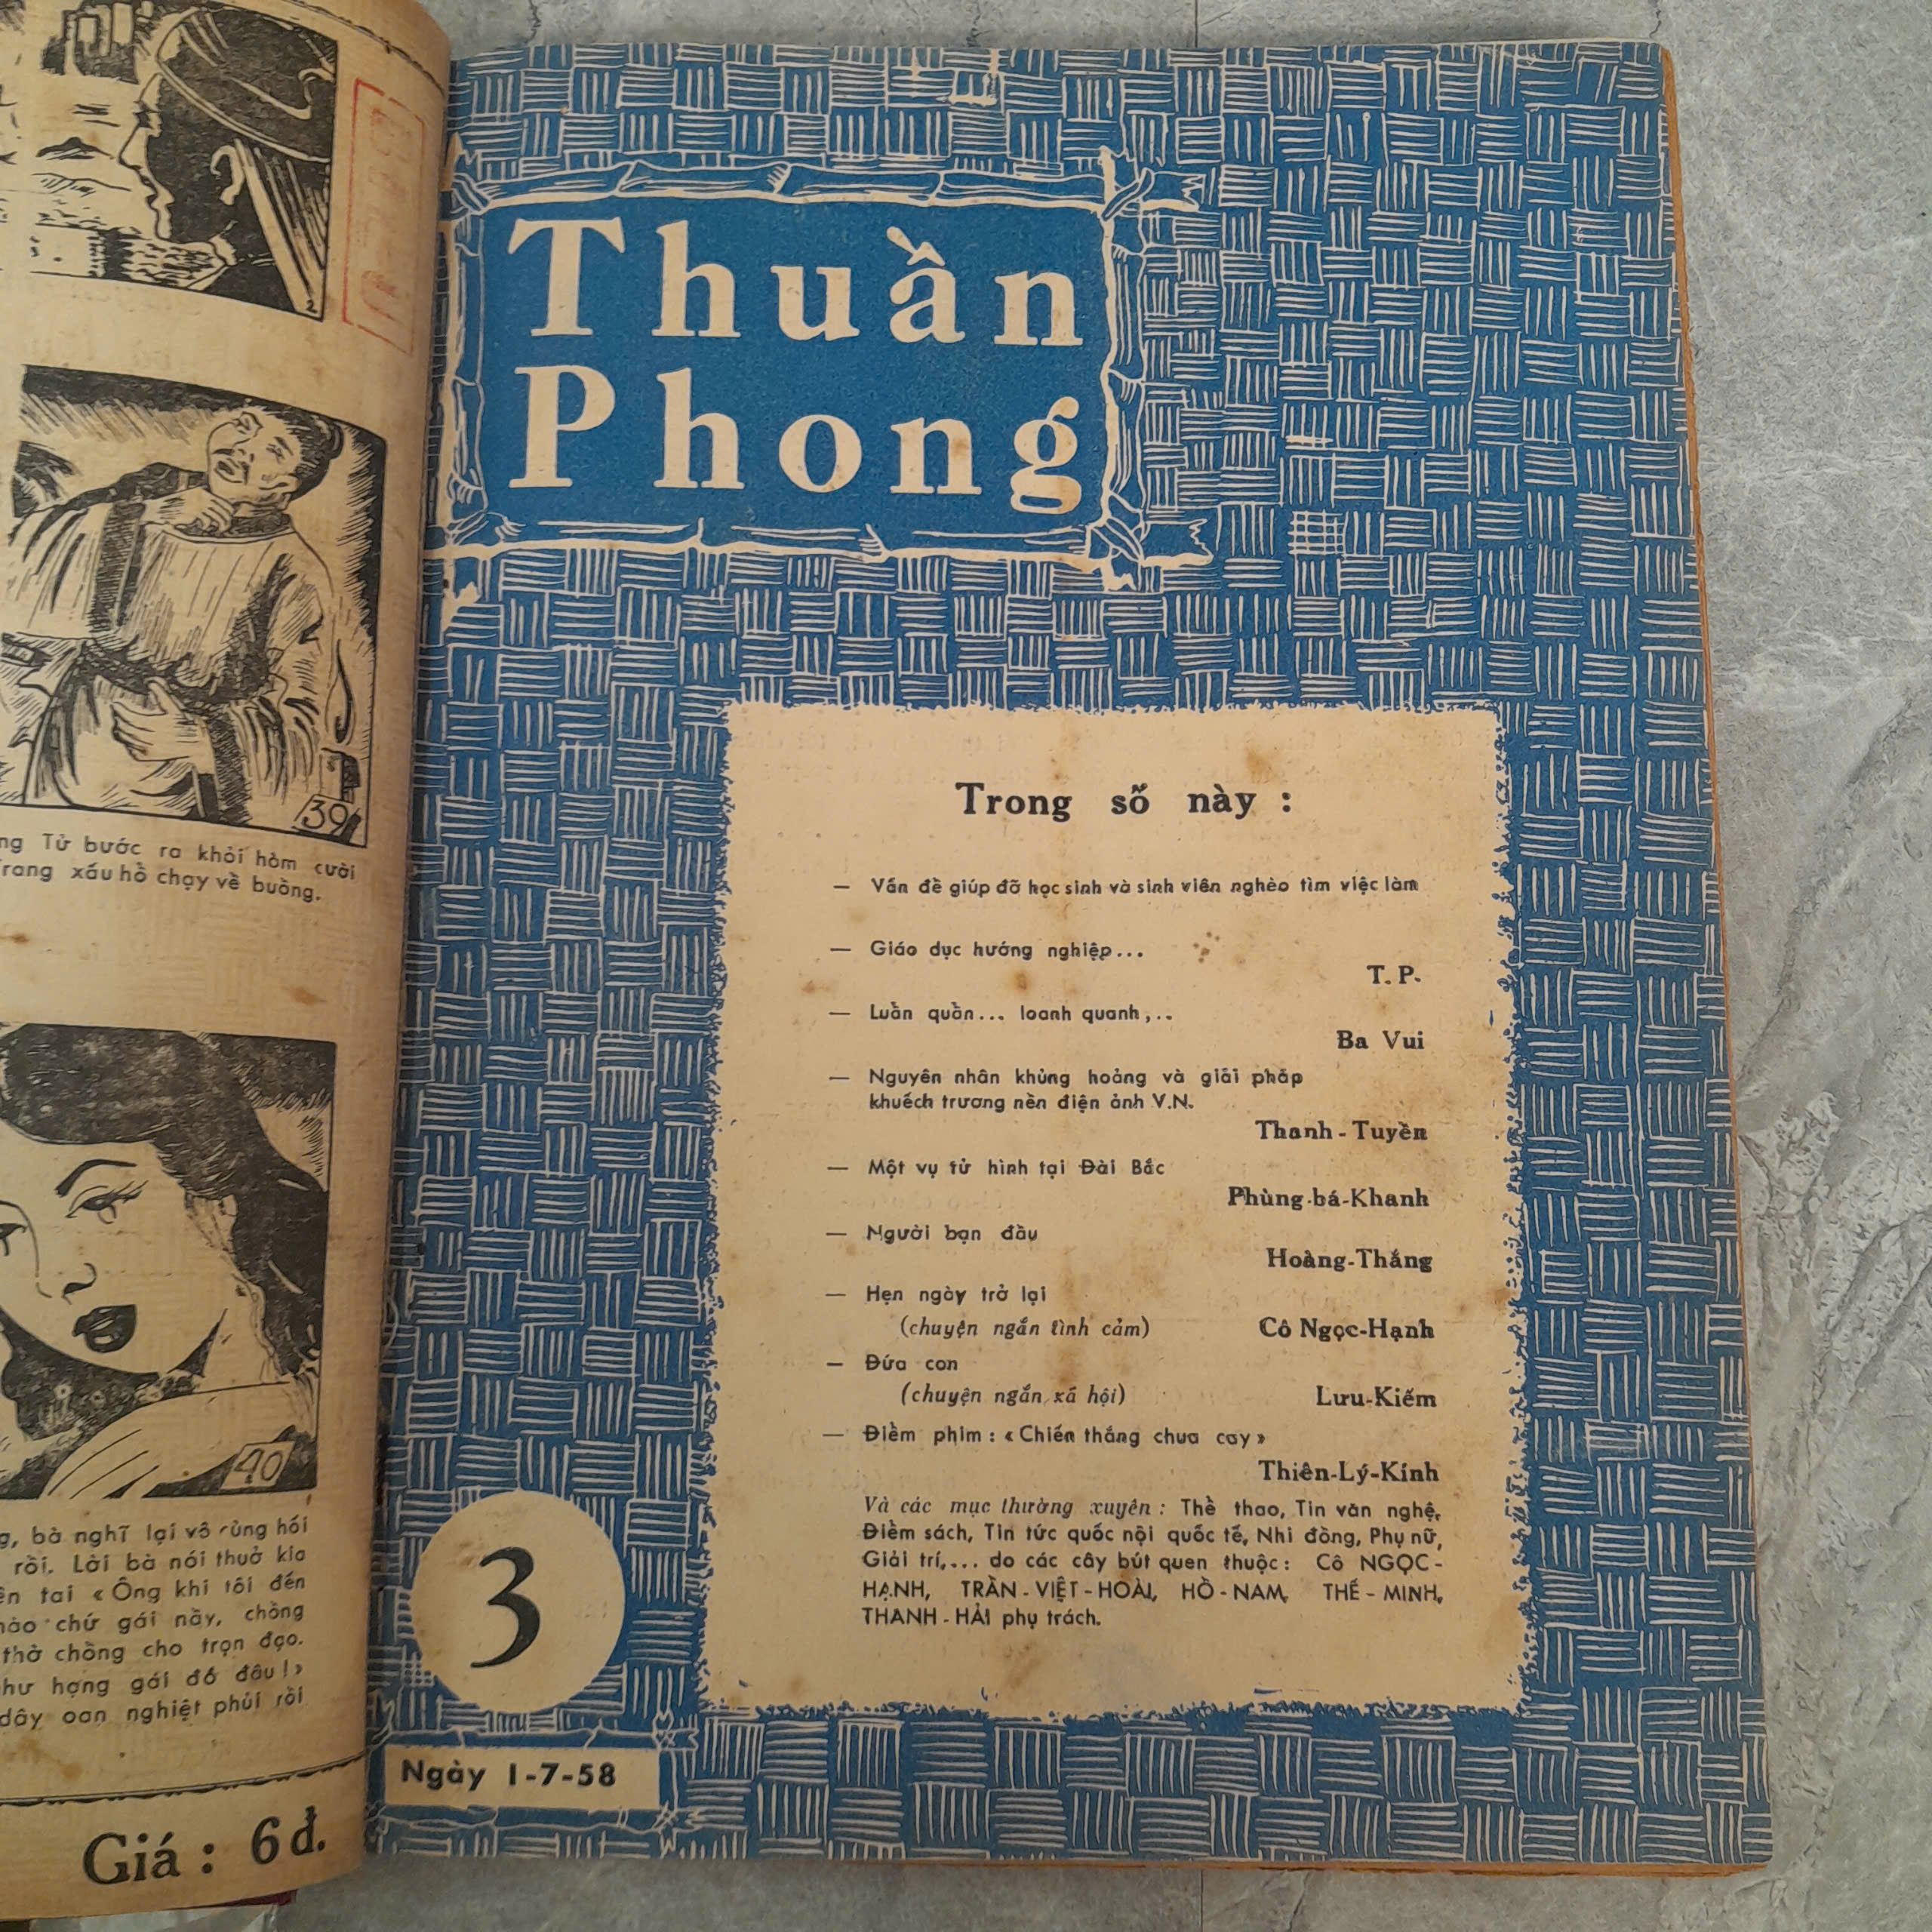 2
39
Tử bước ra khỏi hòm cười
xấu hổ chạy về buồng.
40
bà nghĩ lại vô cùng hối
rồi. Lời bà nói thuở kia
tai « Ông khi tôi đến
chứ gái nầy, chồng
thờ chồng cho trọn đạo.
hạng gái đó đâu!»
dây oan nghiệt phủi rồi
Giá : 6đ.
Thuần
Phong
Trong số này :
— Vấn đề giúp đỡ học sinh và sinh viên nghèo tìm việc làm
— Giáo dục hướng nghiệp...
T. P.
— Luẩn quẩn... loanh quanh,..
Ba Vui
— Nguyên nhân khủng hoảng và giải pháp
khuếch trương nền điện ảnh V.N.
Thanh - Tuyền
— Một vụ tử hình tại Đài Bắc
Phùng-bá-Khanh
— Người bạn đầu
Hoàng-Thắng
— Hẹn ngày trở lại
(chuyện ngắn tình cảm) Cô Ngọc-Hạnh
— Đứa con
(chuyện ngắn xã hội) Lưu-Kiếm
— Điểm phim : « Chiến thắng chua cay »
Thiên-Lý-Kính
Và các mục thường xuyên : Thể thao, Tin văn nghệ,
Điểm sách, Tin tức quốc nội quốc tế, Nhi đồng, Phụ nữ,
Giải trí,... do các cây bút quen thuộc : Cô NGỌC -
HẠNH, TRẦN - VIỆT - HOÀI, HỒ - NAM, THẾ - MINH,
THANH - HẢI phụ trách.
3
Ngày 1-7-58